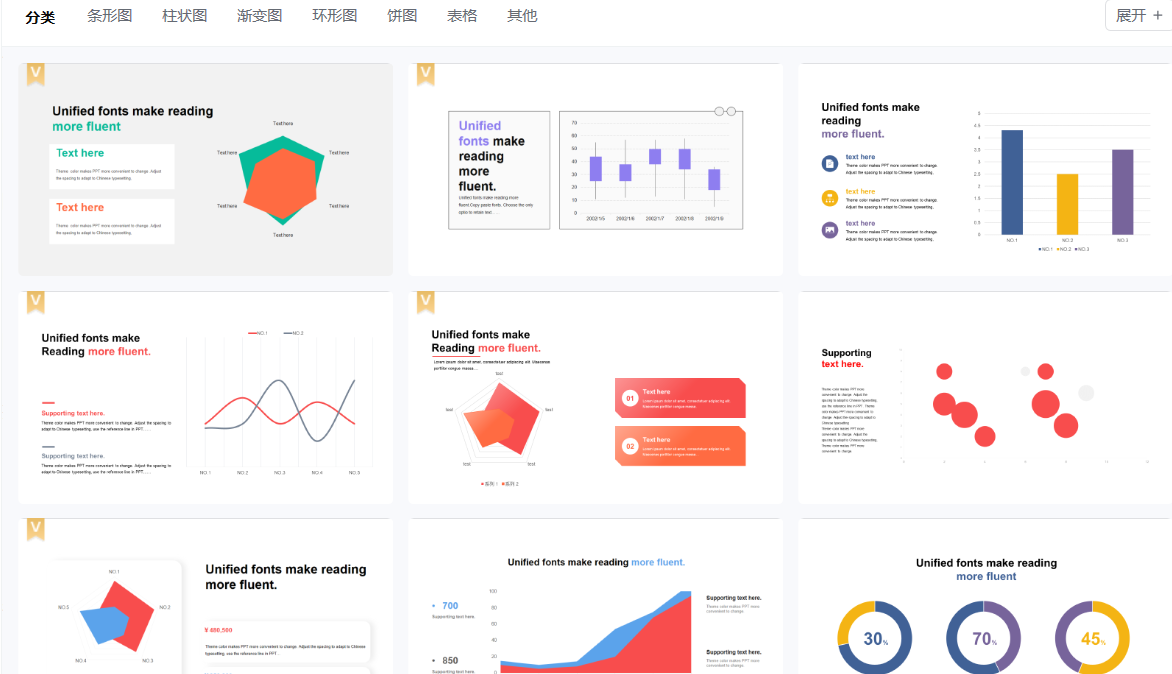 分类 条形图 柱状图 渐变图 环形图 饼图 表格 其他 展开 +
V
Unified fonts make reading
more fluent
Text here
Theme color makes PPT more convenient to change. Adjust
the spacing to adapt to Chinese typesetting.
Text here
Theme color makes PPT more convenient to change. Adjust
the spacing to adapt to Chinese typesetting.
Text here
Text here
Text here
Text here
Text here
Text here
V
Unified
fonts make
reading
more
fluent.
Unified fonts make reading more
fluent.Copy paste fonts. Choose the only
option to retain text……
70
60
50
40
30
20
10
0
2002/1/5 2002/1/6 2002/1/7 2002/1/8 2002/1/9
Unified fonts make
reading
more fluent.
text here
Theme color makes PPT more convenient to change.
Adjust the spacing to adapt to Chinese typesetting.
text here
Theme color makes PPT more convenient to change.
Adjust the spacing to adapt to Chinese typesetting.
text here
Theme color makes PPT more convenient to change.
Adjust the spacing to adapt to Chinese typesetting.
5
4.5
4
3.5
3
2.5
2
1.5
1
0.5
0
NO.1 NO.2 NO.3
NO.1 NO.2 NO.3
V
Unified fonts make
Reading more fluent.
Supporting text here.
Theme color makes PPT more convenient to change. Adjust the spacing to
adapt to Chinese typesetting, use the reference line in PPT……
Supporting text here.
Theme color makes PPT more convenient to change. Adjust the spacing to
adapt to Chinese typesetting, use the reference line in PPT……
NO.1 NO.2
NO.1 NO.2 NO.3 NO.4 NO.5
V
Unified fonts make
Reading more fluent.
Lorem ipsum dolor sit amet, consectetur adipiscing elit. Maecenas
porttitor congue massa……
text
text
text
text
text
系列 1 系列 2
01
Text here
Lorem ipsum dolor sit amet, consectetur adipiscing elit.
Maecenas porttitor congue massa.
02
Text here
Lorem ipsum dolor sit amet, consectetur adipiscing elit.
Maecenas porttitor congue massa.
Supporting
text here.
Theme color makes PPT more
convenient to change. Adjust the
spacing to adapt to Chinese typesetting,
use the reference line in PPT. Theme
color makes PPT more convenient to
change. Adjust the spacing to adapt to
Chinese typesetting.
Theme color makes PPT more
convenient to change. Adjust the
spacing to adapt to Chinese typesetting.
Theme color makes PPT more
convenient to change.
V
NO.1
NO.2
NO.3
NO.4
NO.5
Unified fonts make reading
more fluent.
¥ 480,500
Theme color makes PPT more convenient to change. Adjust the spacing to adapt to Chinese
typesetting, use the reference line in PPT…
Unified fonts make reading more fluent.
700
Supporting text here.
850
Supporting text here.
100
80
60
40
20
0
Supporting text here.
Theme color makes PPT more
convenient to change.
Supporting text here.
Theme color makes PPT more
convenient to change.
Unified fonts make reading
more fluent
30%
70%
45%